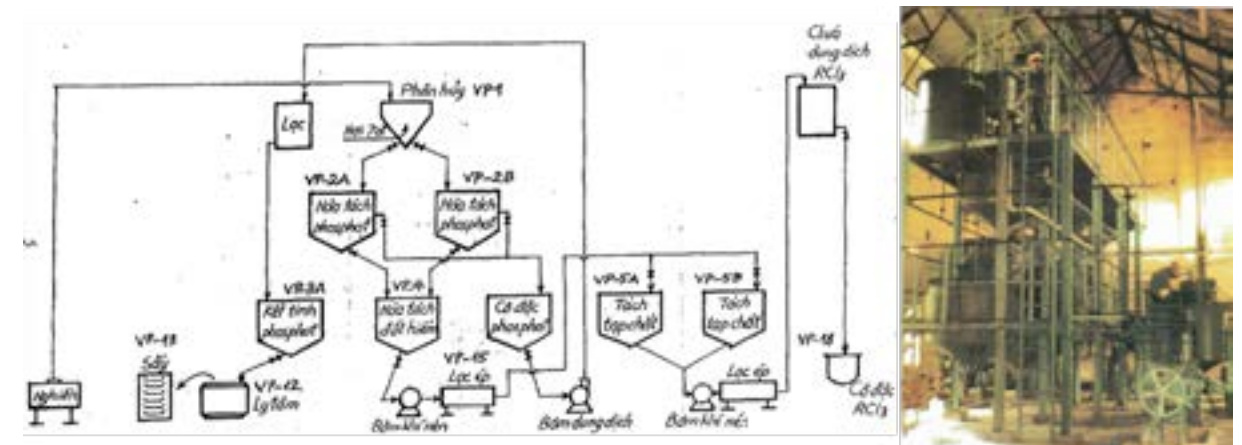 Chứa
dung dịch
RCl3
Phân hủy VP1
Lọc
Hơi 7at
VP-2A
VP-2B
Hòa tách
phosphat
Hòa tách
phosphat
VP-3A
Kết tinh
phosphat
VP-4
Hòa tách
đất hiếm
Cô đặc
phosphat
VP-5A
Tách
tạp chất
VP-5B
Tách
tạp chất
VP-13
Sấy
VP-12
Ly tâm
VP-15
Lọc ép
Lọc ép
VP-18
Nghiền
Bơm khí nén
Bơm dung dịch
Bơm khí nén
Cô đặc
RCl3